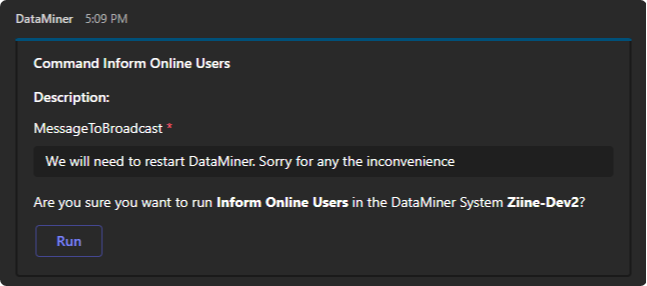 DataMiner 5:09 PM
Command Inform Online Users
Description:
MessageToBroadcast *
We will need to restart DataMiner. Sorry for any the inconvenience
Are you sure you want to run Inform Online Users in the DataMiner System Ziine-Dev2?
Run